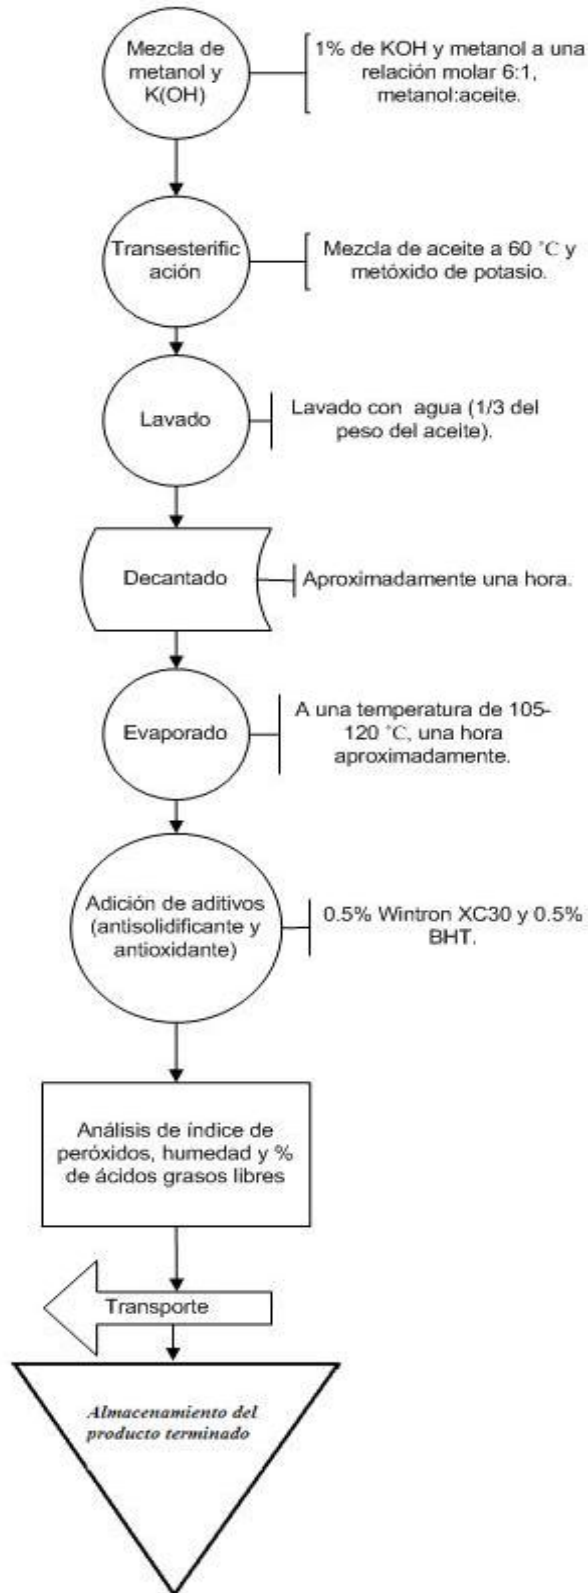 Mezcla de
metanol y
K(OH)
1% de KOH y metanol a una
relación molar 6:1,
metanol:aceite.
Transesterific
ación
Mezcla de aceite a 60 ˚C y
metóxido de potasio.
Lavado
Lavado con agua (1/3 del
peso del aceite).
Decantado
Aproximadamente una hora.
Evaporado
A una temperatura de 105-
120 ˚C, una hora
aproximadamente.
Adición de aditivos
(antisolidificante y
antioxidante)
0.5% Wintron XC30 y 0.5%
BHT.
Análisis de índice de
peróxidos, humedad y %
de ácidos grasos libres
Transporte
Almacenamiento del
producto terminado